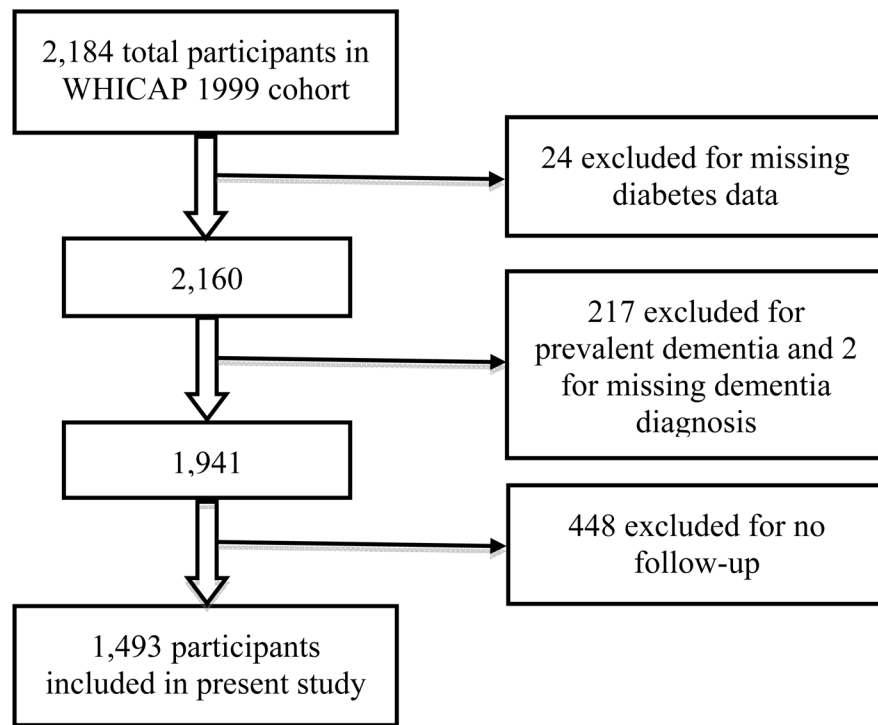 2,184 total participants in
WHICAP 1999 cohort
24 excluded for missing
diabetes data
2,160
217 excluded for
prevalent dementia and 2
for missing dementia
diagnosis
1,941
448 excluded for no
follow-up
1,493 participants
included in present study